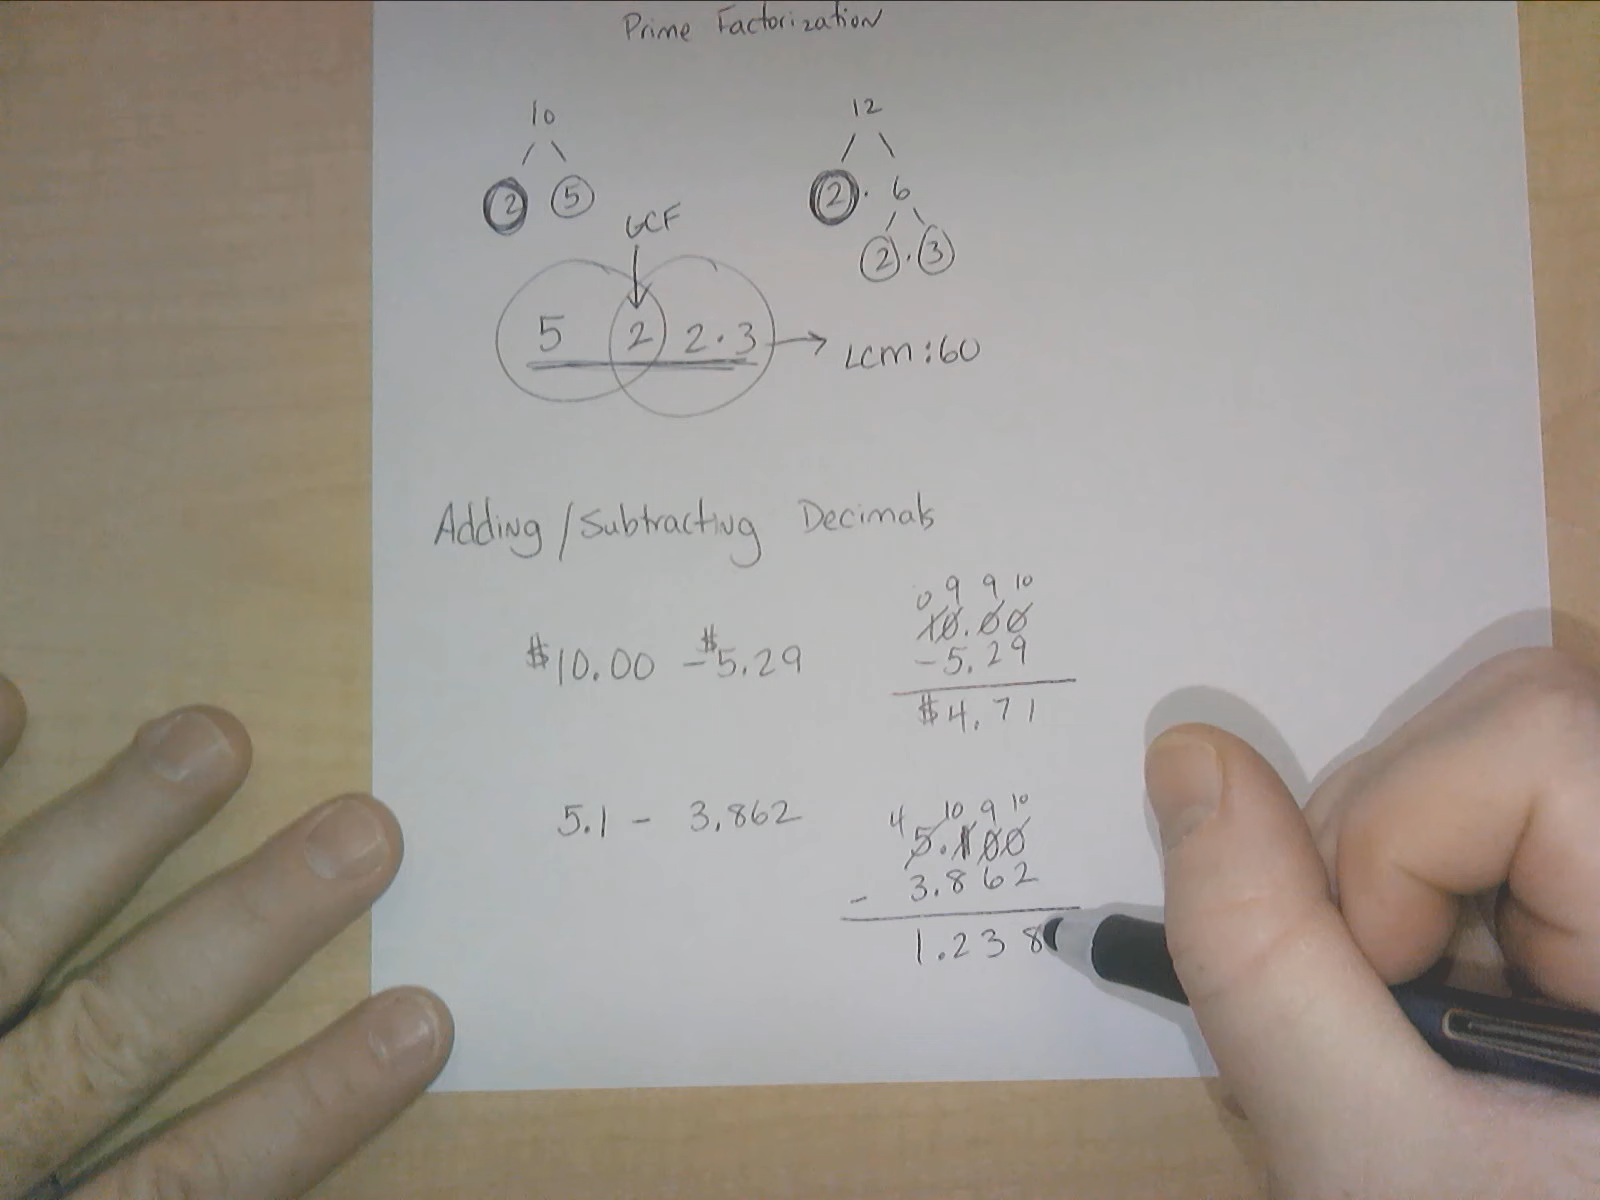 Prime Factorization
10
12
2 5
2 · 6
2 · 3
GCF
5 2 2 · 3
LCM : 60
Adding / Subtracting Decimals
$10.00 - $5.29
0 9 9 10
10.00
- 5.29
$4.71
5.1 - 3.862
4 10 9 10
5.100
- 3.862
1.238